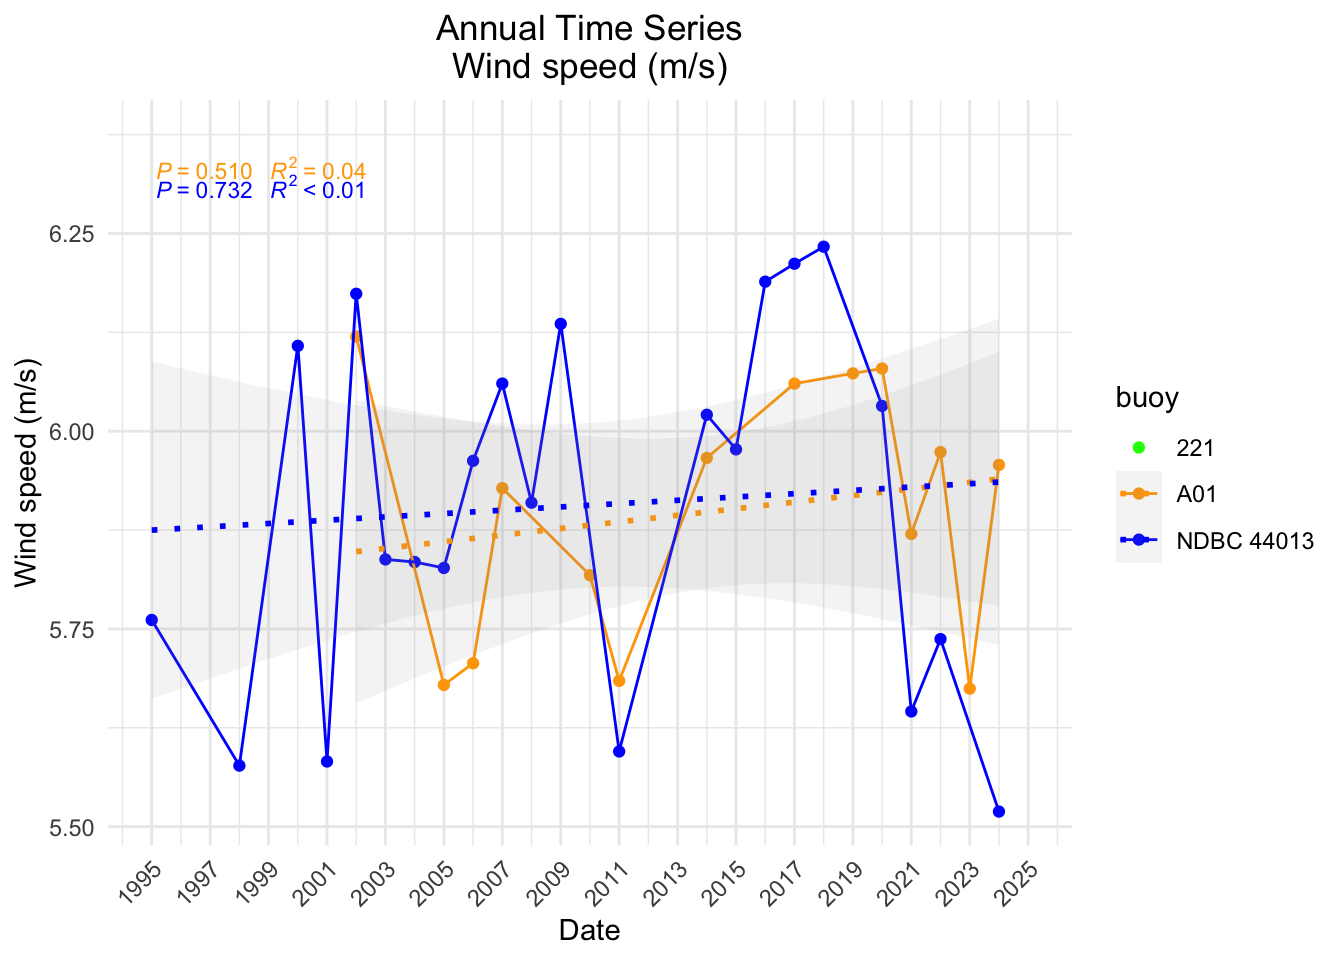 Annual Time Series
Wind speed (m/s)
P = 0.510 R² = 0.04
P = 0.732 R² < 0.01
6.25
6.00
5.75
5.50
Wind speed (m/s)
1995 1997 1999 2001 2003 2005 2007 2009 2011 2013 2015 2017 2019 2021 2023 2025
Date
buoy
221
A01
NDBC 44013